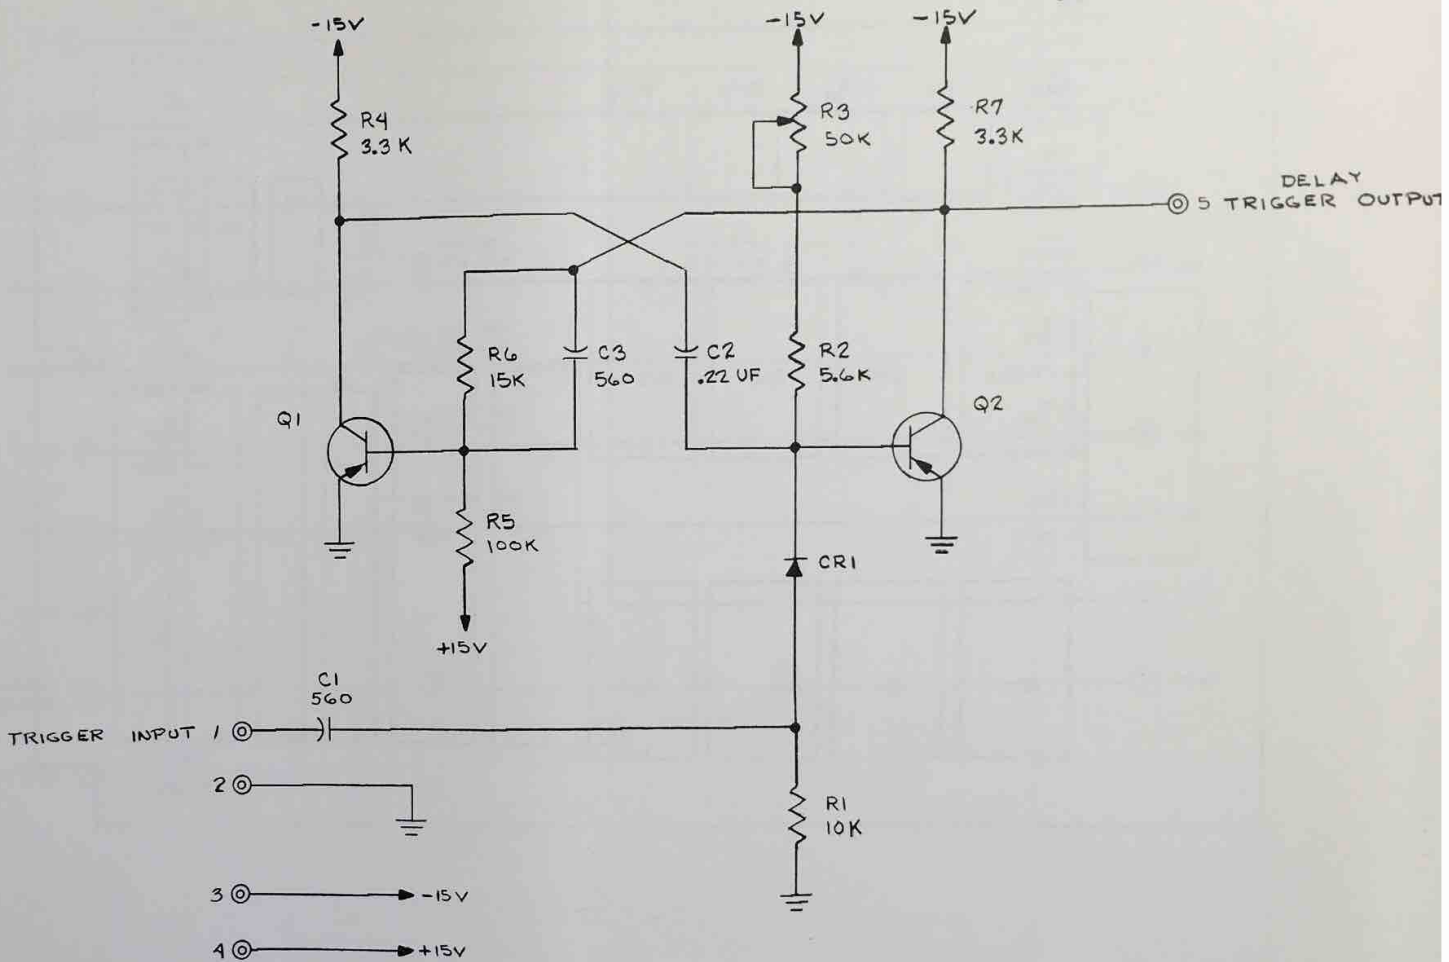 -15V
-15V
-15V
R4
3.3 K
R3
50K
R7
3.3K
DELAY
5 TRIGGER OUTPUT
R6
15K
C3
560
C2
.22 UF
R2
5.6K
Q1
Q2
R5
100K
CR1
+15V
C1
560
TRIGGER INPUT 1
2
R1
10K
3
-15V
4
+15V